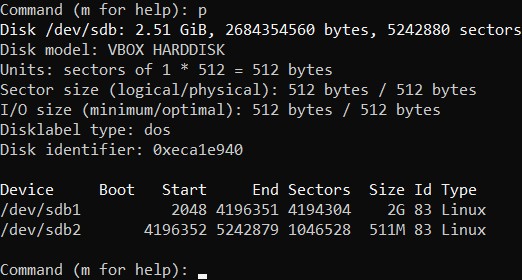 Command (m for help): p
Disk /dev/sdb: 2.51 GiB, 2684354560 bytes, 5242880 sectors
Disk model: VBOX HARDDISK
Units: sectors of 1 * 512 = 512 bytes
Sector size (logical/physical): 512 bytes / 512 bytes
I/O size (minimum/optimal): 512 bytes / 512 bytes
Disklabel type: dos
Disk identifier: 0xeca1e940
Device     Boot   Start     End Sectors  Size Id Type
/dev/sdb1          2048 4196351 4194304    2G 83 Linux
/dev/sdb2       4196352 5242879 1046528  511M 83 Linux
Command (m for help):